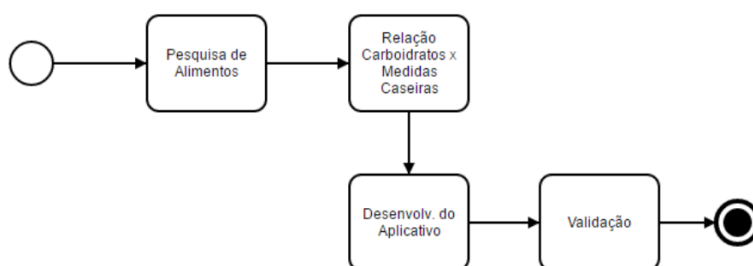 Pesquisa de
Alimentos
Relação
Carboidratos x
Medidas
Caseiras
Desenvolv. do
Aplicativo
Validação